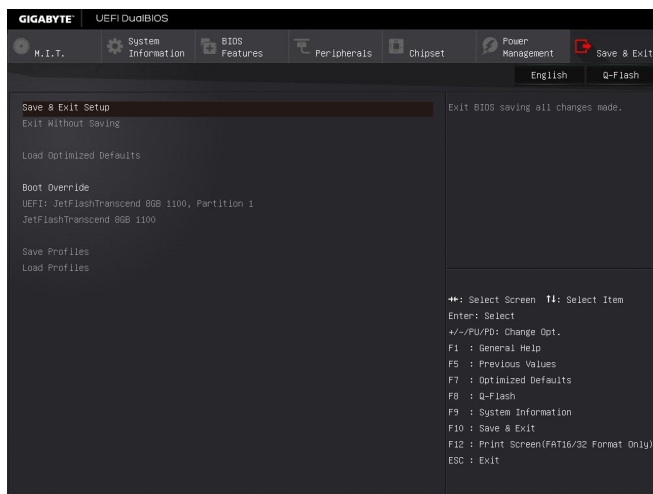 GIGABYTE™ UEFI DualBIOS
M.I.T.
System Information
BIOS Features
Peripherals
Chipset
Power Management
Save & Exit
English Q-Flash
Save & Exit Setup
Exit Without Saving
Load Optimized Defaults
Boot Override
UEFI: JetFlashTranscend 8GB 1100, Partition 1
JetFlashTranscend 8GB 1100
Save Profiles
Load Profiles
Exit BIOS saving all changes made.
→←: Select Screen ↑↓: Select Item
Enter: Select
+/-/PU/PD: Change Opt.
F1 : General Help
F5 : Previous Values
F7 : Optimized Defaults
F8 : Q-Flash
F9 : System Information
F10 : Save & Exit
F12 : Print Screen(FAT16/32 Format Only)
ESC : Exit